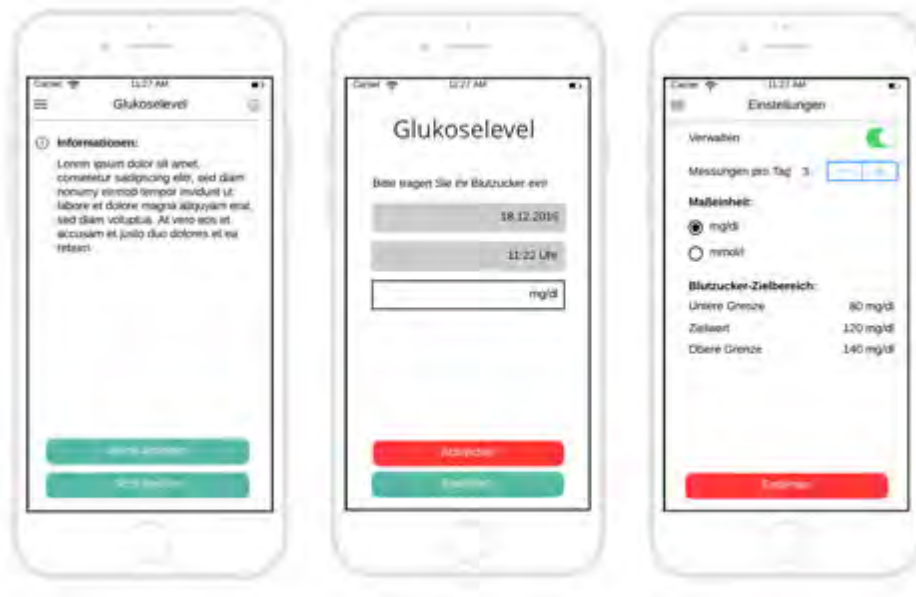 Carrier 11:27 AM
Glukoselevel
Informationen:
Lorem ipsum dolor sit amet,
consetetur sadipscing elitr, sed diam
nonumy eirmod tempor invidunt ut
labore et dolore magna aliquyam erat,
sed diam voluptua. At vero eos et
accusam et justo duo dolores et ea
rebum.
Carrier 11:27 AM
Glukoselevel
Bitte tragen Sie Ihr Blutzucker ein!
18.12.2016
11:22 Uhr
mg/dl
Abbrechen
Speichern
Carrier 11:27 AM
Einstellungen
Verwalten
Messungen pro Tag 3 − +
Maßeinheit:
mg/dl
mmol/l
Blutzucker-Zielbereich:
Untere Grenze 80 mg/dl
Zielwert 120 mg/dl
Obere Grenze 140 mg/dl